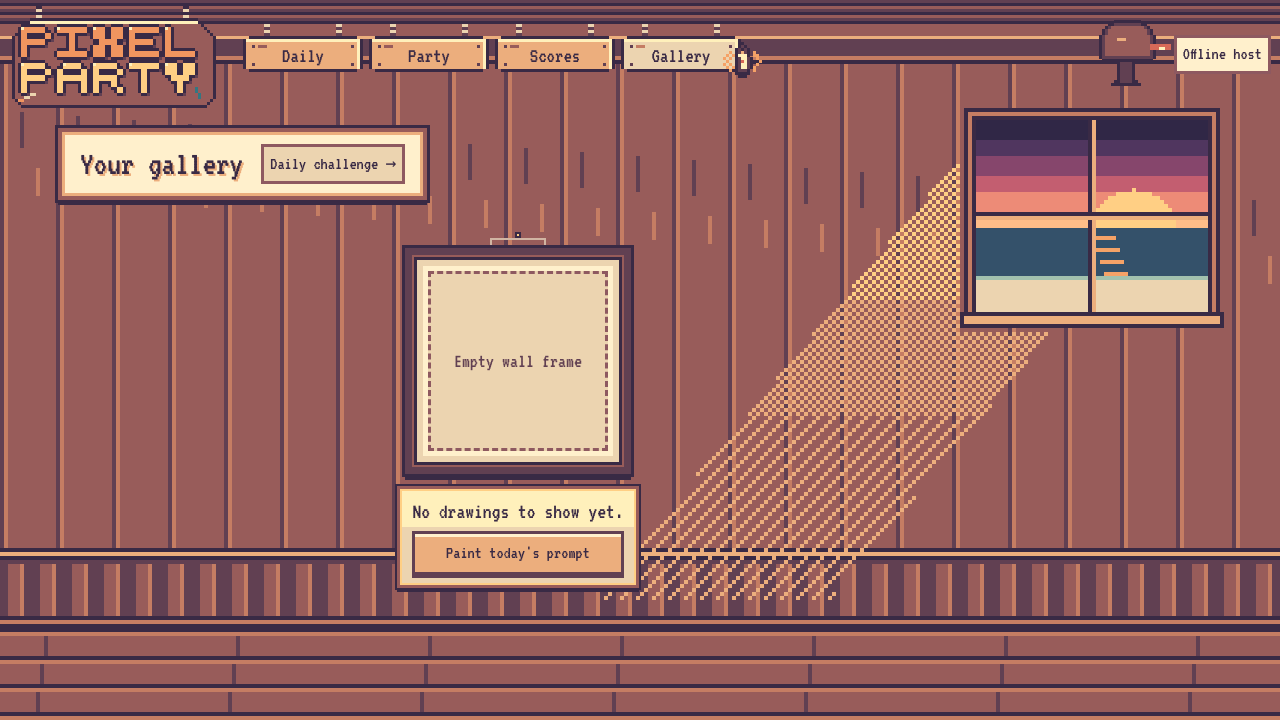 PIXEL
PARTY
Daily
Party
Scores
Gallery
Offline host
Your gallery
Daily challenge →
Empty wall frame
No drawings to show yet.
Paint today's prompt